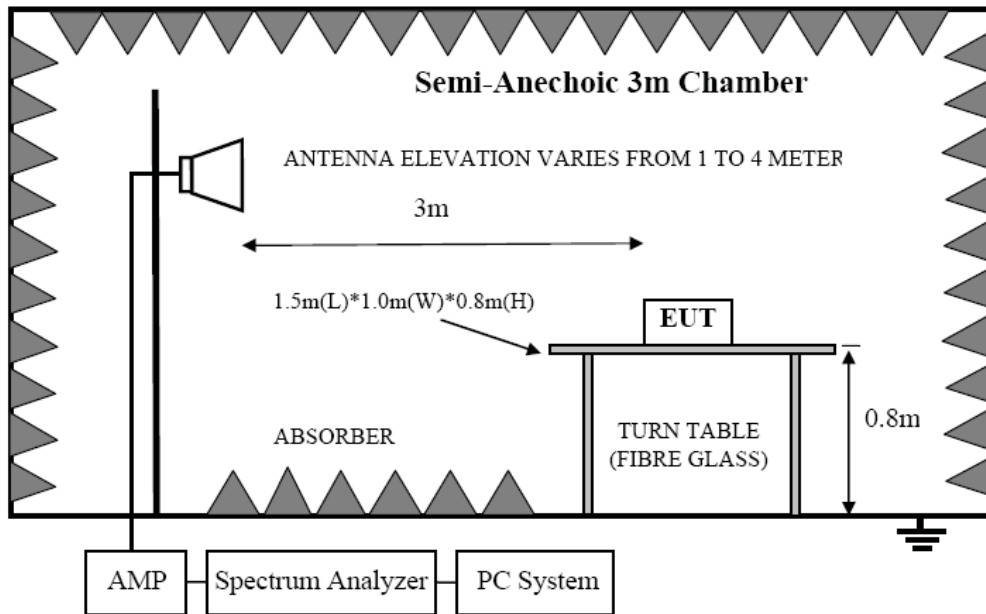 Semi-Anechoic 3m Chamber
ANTENNA ELEVATION VARIES FROM 1 TO 4 METER
3m
1.5m(L)*1.0m(W)*0.8m(H)
EUT
0.8m
ABSORBER
TURN TABLE
(FIBRE GLASS)
AMP
Spectrum Analyzer
PC System